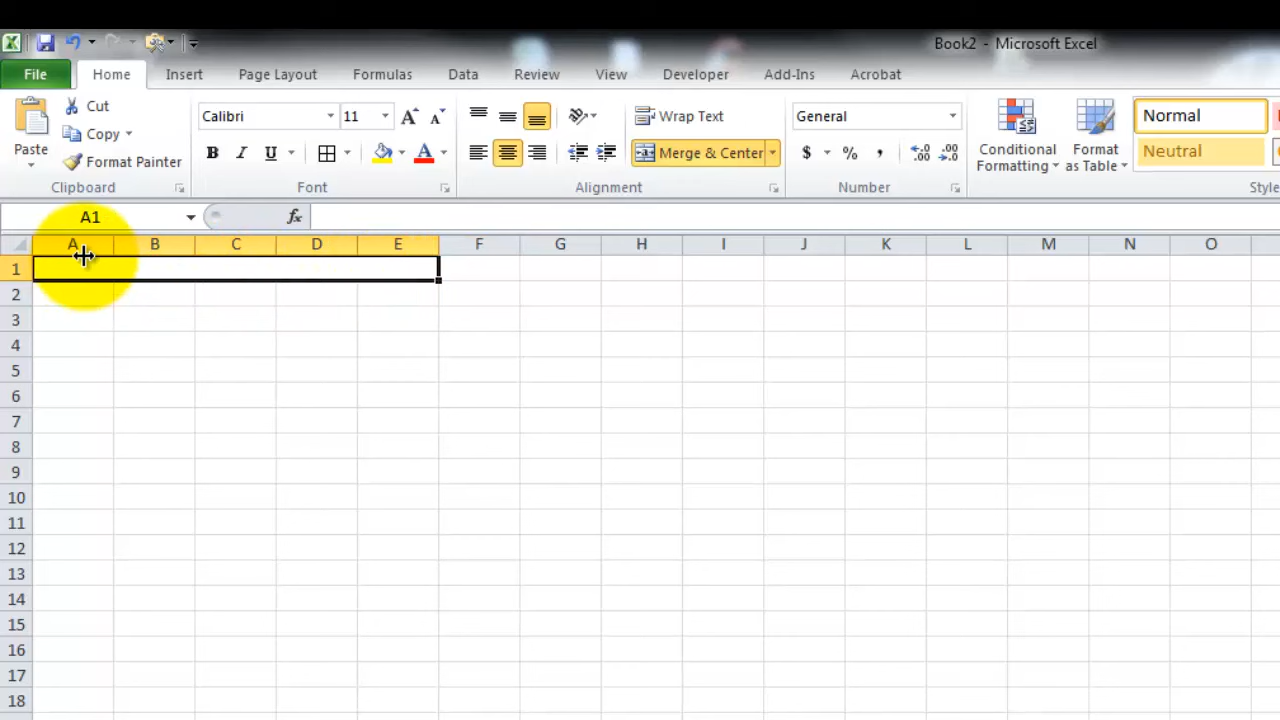 Book2 - Microsoft Excel
File Home Insert Page Layout Formulas Data Review View Developer Add-Ins Acrobat
Paste
Cut
Copy
Format Painter
Clipboard
Calibri 11
B I U A
Font
Wrap Text
Merge & Center
Alignment
General
$ % ,
Number
Conditional Formatting
Format as Table
Normal
Neutral
Style
A1 fx
A B C D E F G H I J K L M N O
1
2
3
4
5
6
7
8
9
10
11
12
13
14
15
16
17
18